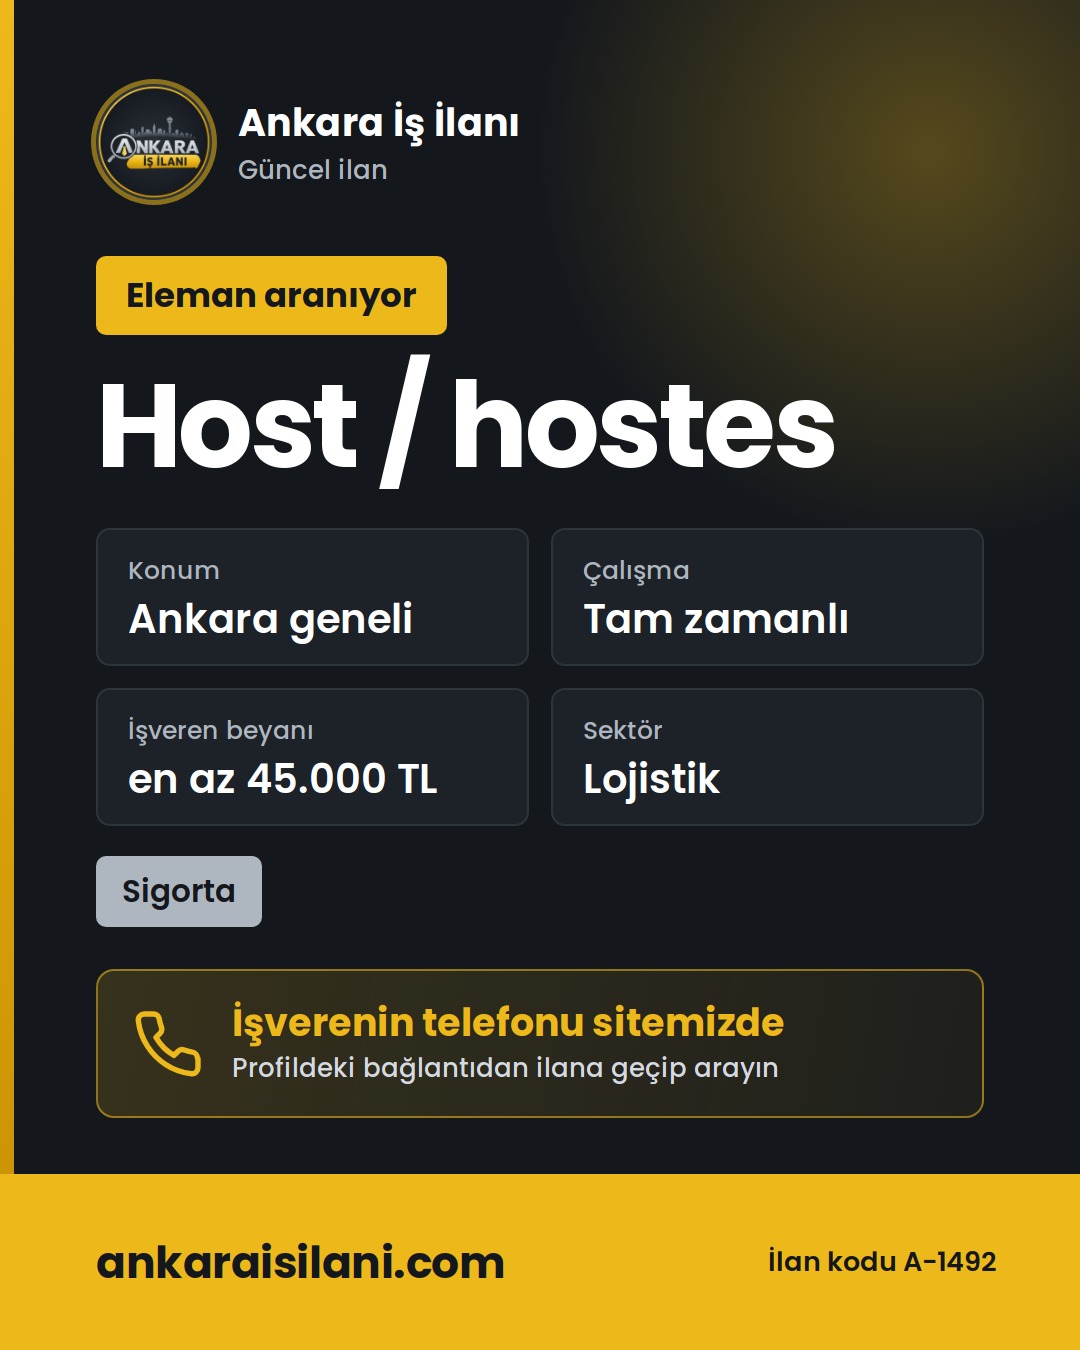 ANKARA
İŞ İLANI
Ankara İş İlanı
Güncel ilan
Eleman aranıyor
Host / hostes
Konum
Ankara geneli
Çalışma
Tam zamanlı
İşveren beyanı
en az 45.000 TL
Sektör
Lojistik
Sigorta
İşverenin telefonu sitemizde
Profildeki bağlantıdan ilana geçip arayın
ankaraisilani.com
İlan kodu A-1492